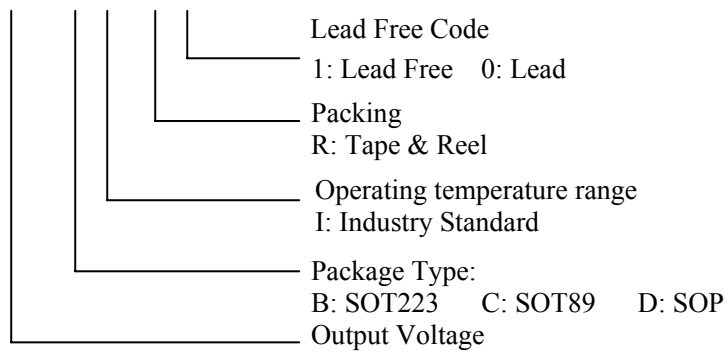 Lead Free Code
1: Lead Free 0: Lead
Packing
R: Tape & Reel
Operating temperature range
I: Industry Standard
Package Type:
B: SOT223 C: SOT89 D: SOP
Output Voltage